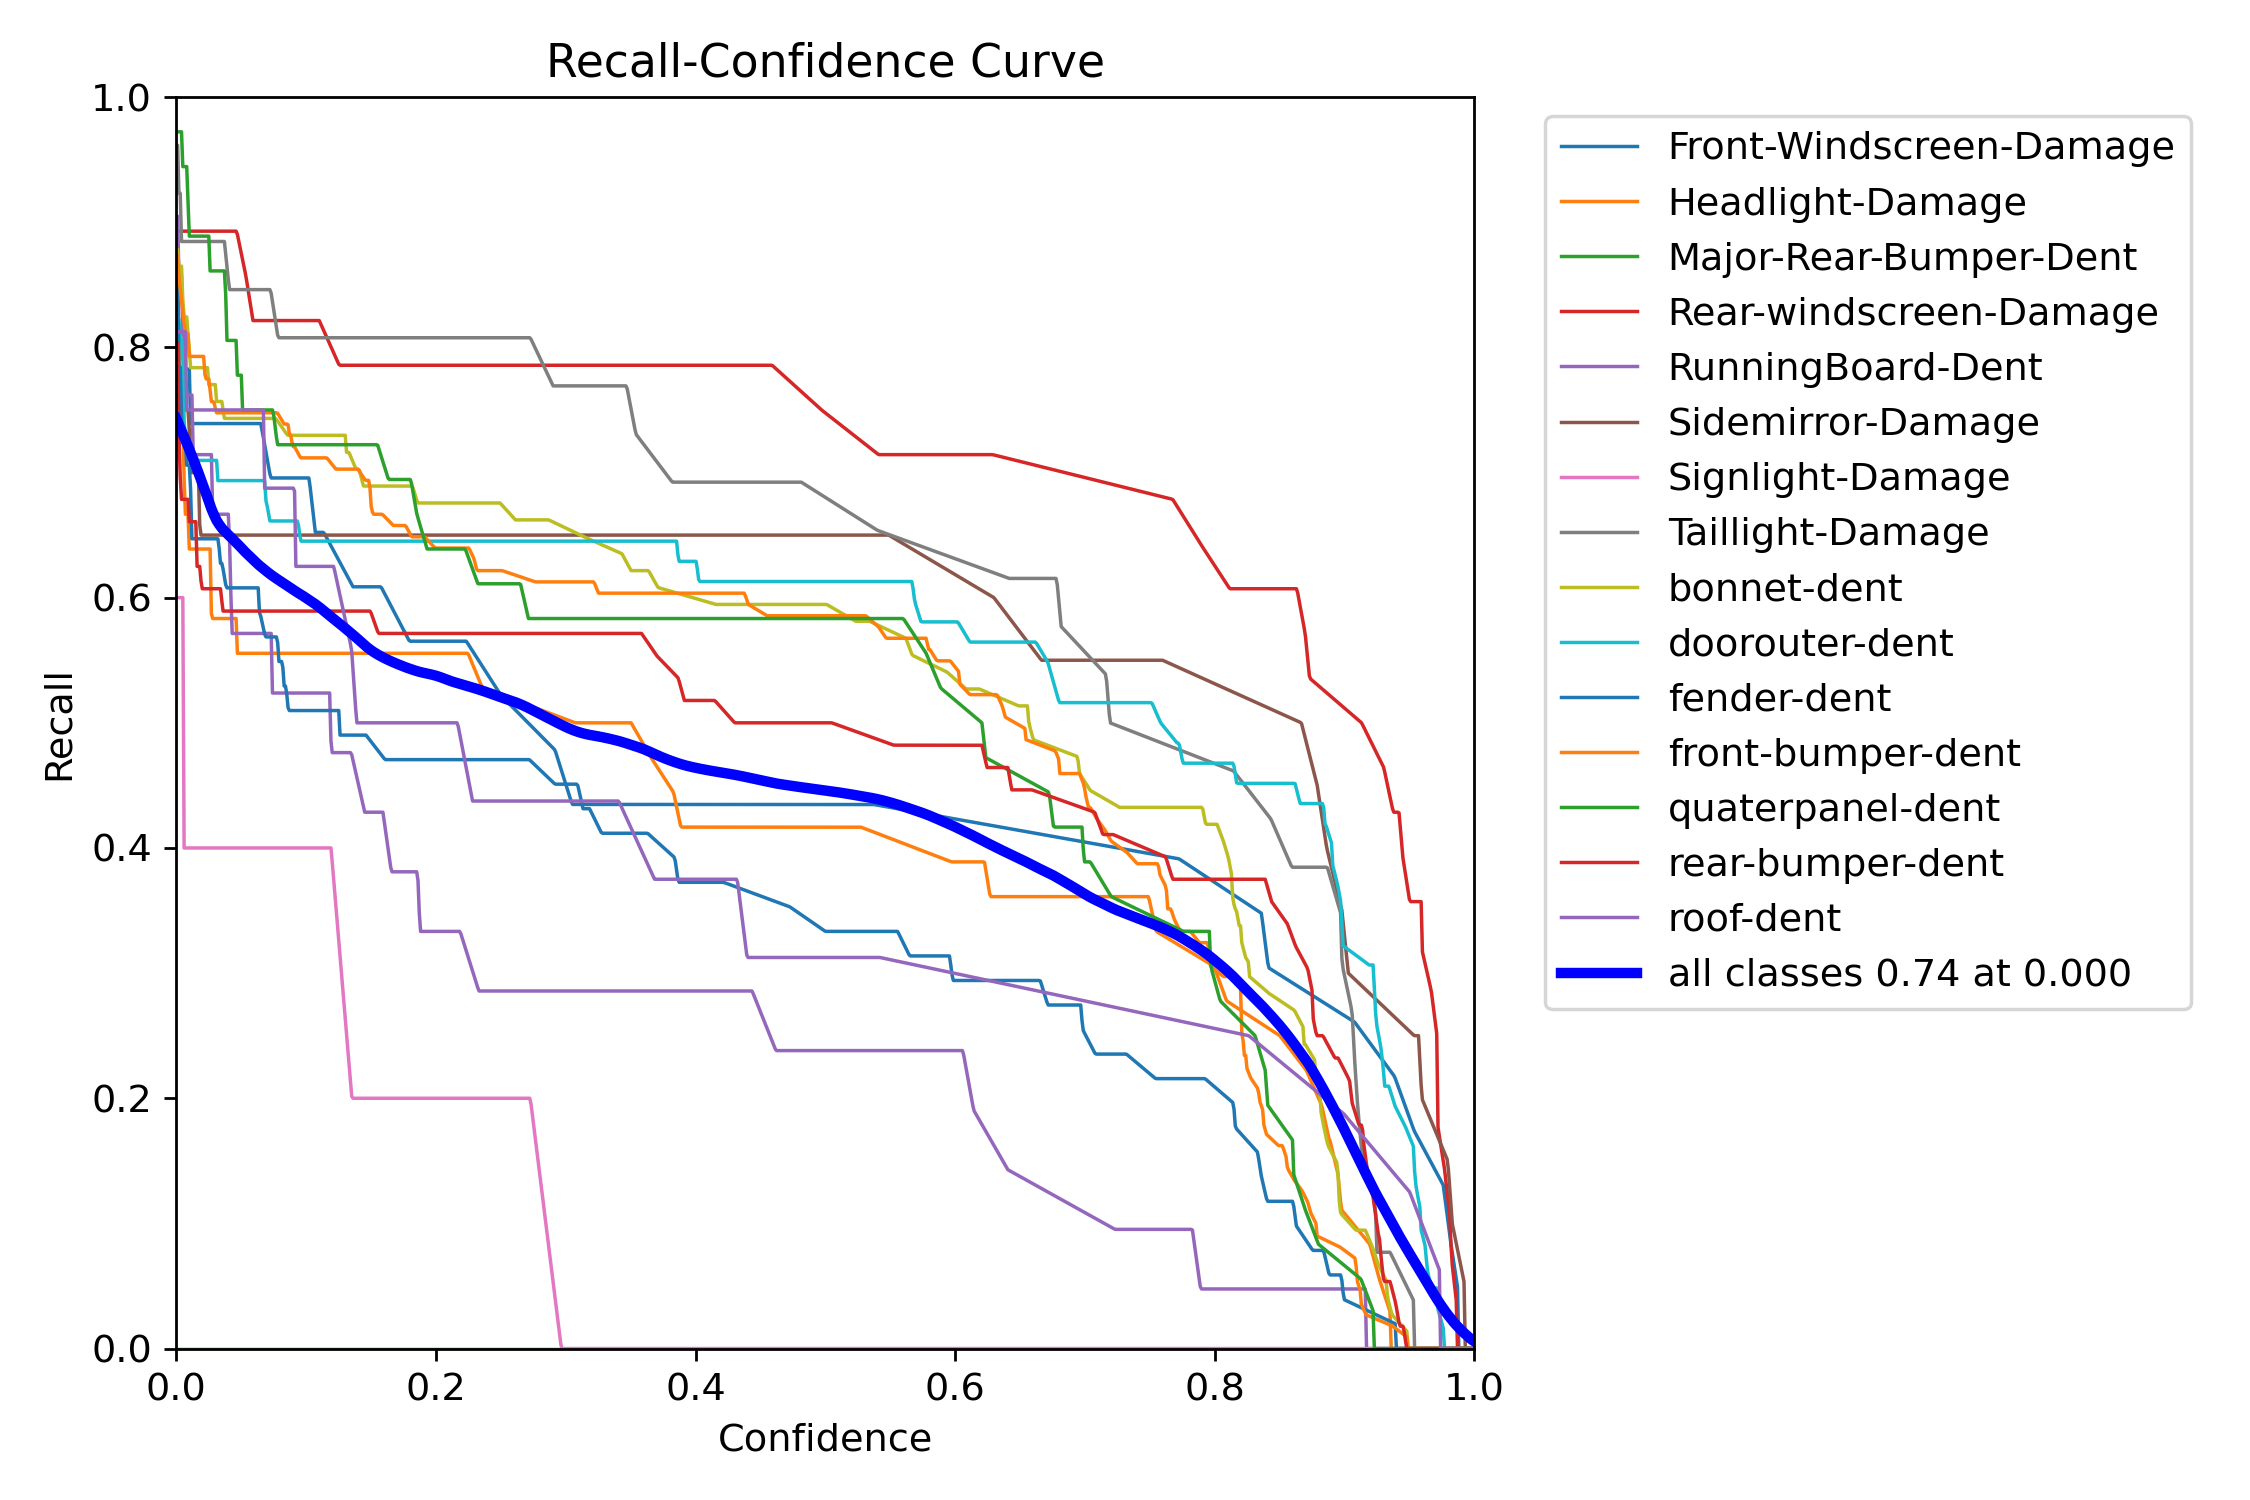 Recall-Confidence Curve
1.0
0.8
0.6
0.4
0.2
0.0
Recall
0.0 0.2 0.4 0.6 0.8 1.0
Confidence
Front-Windscreen-Damage
Headlight-Damage
Major-Rear-Bumper-Dent
Rear-windscreen-Damage
RunningBoard-Dent
Sidemirror-Damage
Signlight-Damage
Taillight-Damage
bonnet-dent
doorouter-dent
fender-dent
front-bumper-dent
quaterpanel-dent
rear-bumper-dent
roof-dent
all classes 0.74 at 0.000